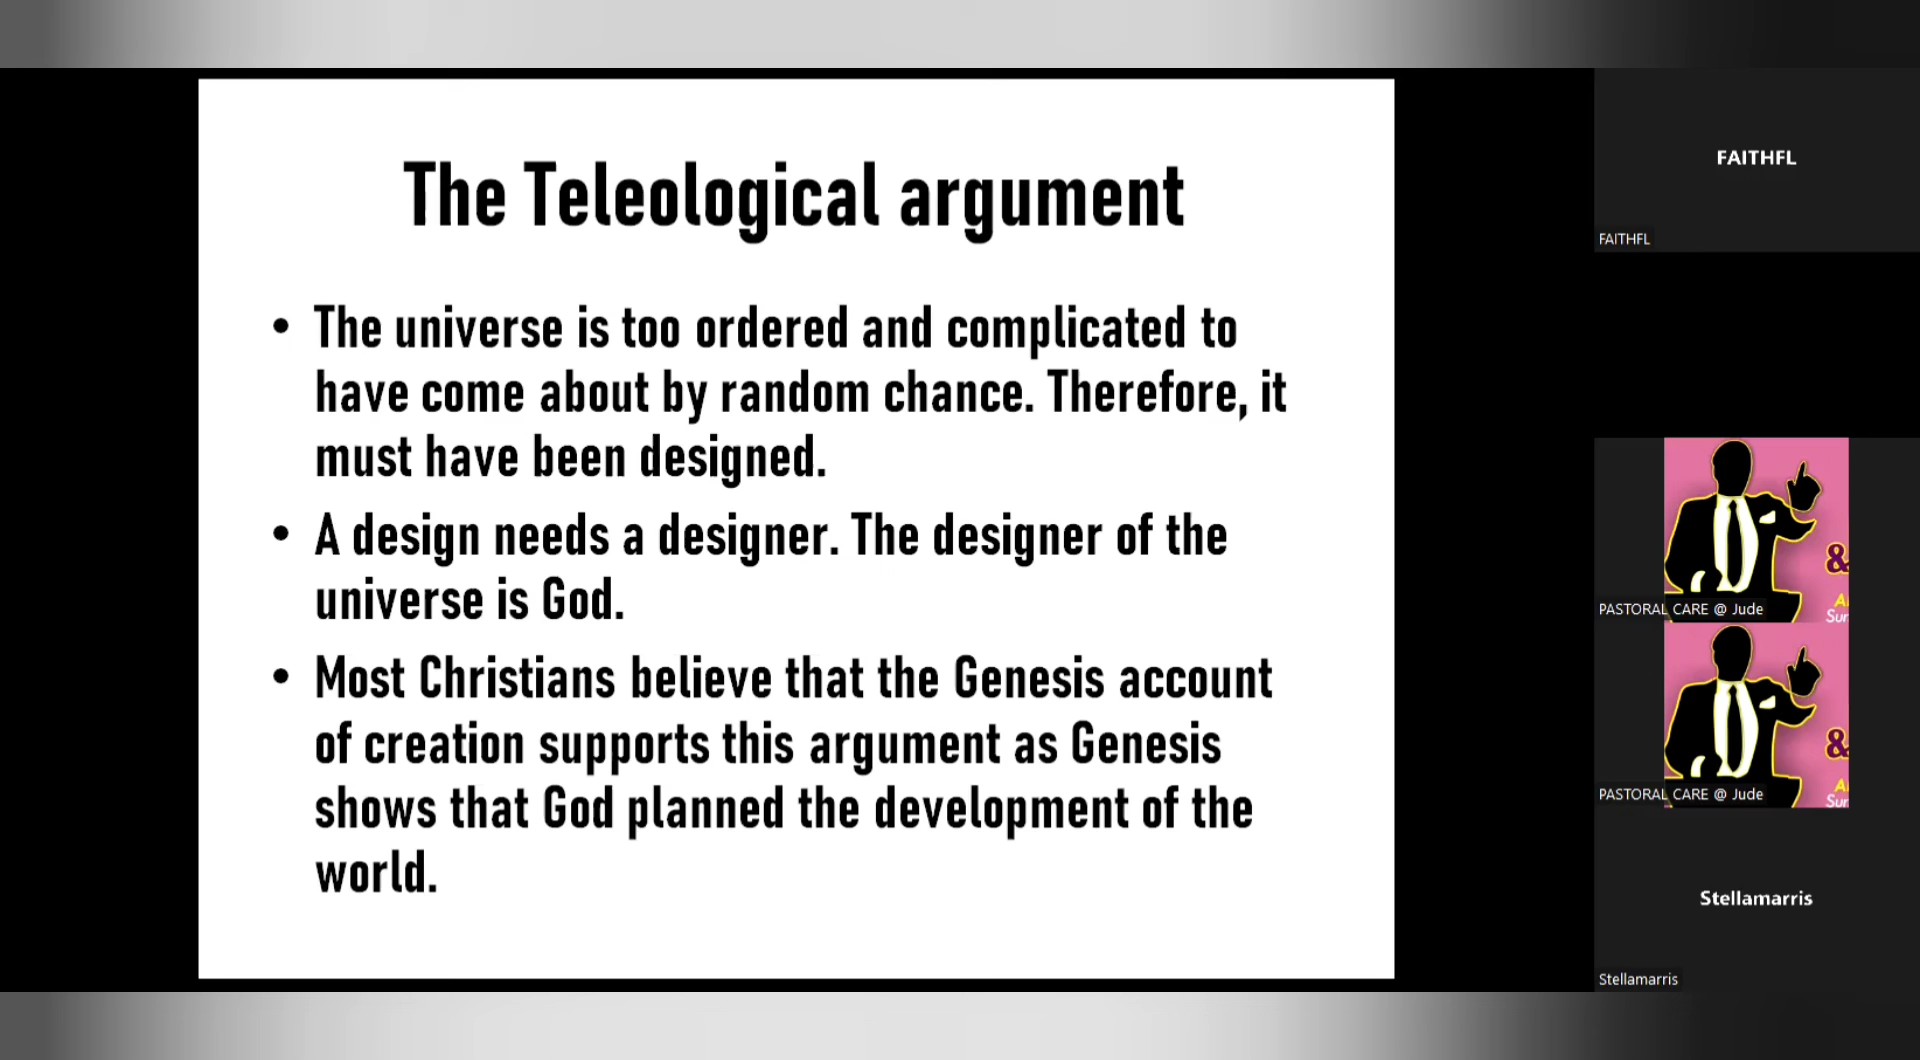 The Teleological argument
• The universe is too ordered and complicated to
have come about by random chance. Therefore, it
must have been designed.
• A design needs a designer. The designer of the
universe is God.
• Most Christians believe that the Genesis account
of creation supports this argument as Genesis
shows that God planned the development of the
world.
FAITHFL
FAITHFL
&
PASTORAL CARE @ Jude
&
PASTORAL CARE @ Jude
Stellamarris
Stellamarris